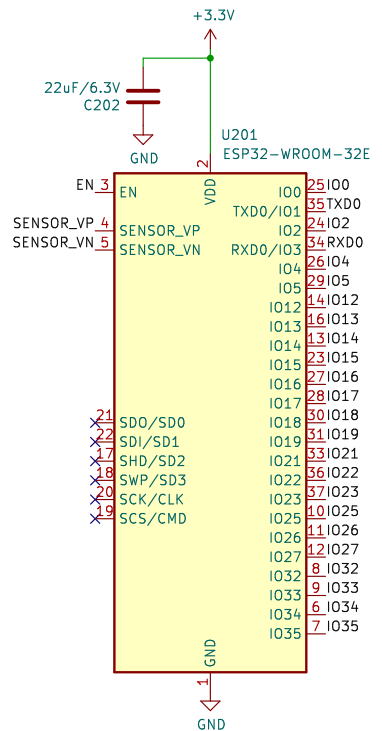 +3.3V
22uF/6.3V
C202
GND
U201
ESP32-WROOM-32E
2
VDD
EN 3 EN
IO0 25 IO0
TXD0/IO1 35 TXD0
SENSOR_VP 4 SENSOR_VP
IO2 24 IO2
SENSOR_VN 5 SENSOR_VN
RXD0/IO3 34 RXD0
IO4 26 IO4
IO5 29 IO5
IO12 14 IO12
IO13 16 IO13
IO14 13 IO14
IO15 23 IO15
IO16 27 IO16
IO17 28 IO17
21 SDO/SD0
IO18 30 IO18
22 SDI/SD1
IO19 31 IO19
17 SHD/SD2
IO21 33 IO21
18 SWP/SD3
IO22 36 IO22
20 SCK/CLK
IO23 37 IO23
19 SCS/CMD
IO25 10 IO25
IO26 11 IO26
IO27 12 IO27
IO32 8 IO32
IO33 9 IO33
IO34 6 IO34
IO35 7 IO35
GND
1
GND